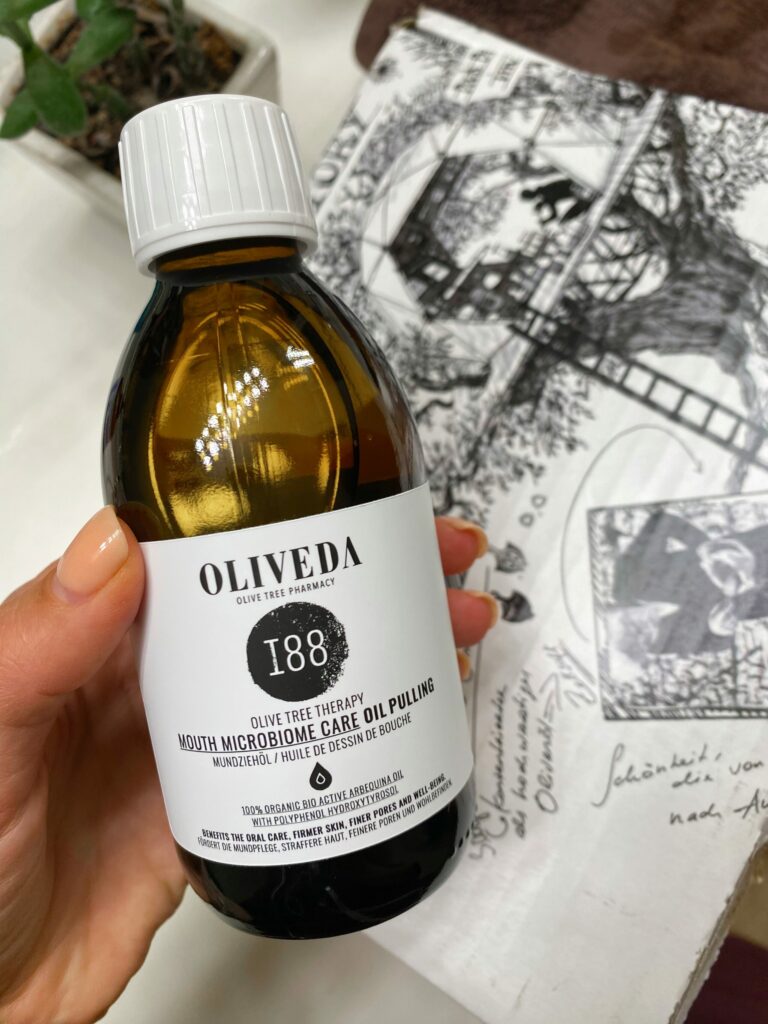 OLIVEDA
OLIVE TREE PHARMACY
I88
OLIVE TREE THERAPY
MOUTH MICROBIOME CARE OIL PULLING
MUNDZIEHÖL / HUILE DE DESSIN DE BOUCHE
100% ORGANIC BIO ACTIVE ARBEQUINA OIL
WITH POLYPHENOL HYDROXYTYROSOL
BENEFITS THE ORAL CARE, FIRMER SKIN, FINER PORES AND WELL-BEING.
FÖRDERT DIE MUNDPFLEGE, STRAFFERE HAUT, FEINERE POREN UND WOHLBEFINDEN.
Olivenöl
Schönheit,
die von
nach